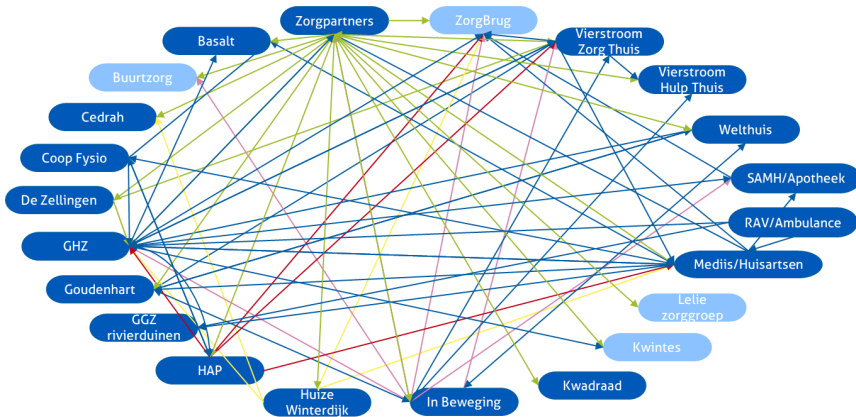 Zorgpartners
ZorgBrug
Basalt
Vierstroom
Zorg Thuis
Buurtzorg
Vierstroom
Hulp Thuis
Cedrah
Welthuis
Coop Fysio
SAMH/Apotheek
De Zellingen
RAV/Ambulance
GHZ
Mediis/Huisartsen
Goudenhart
Lelie
zorggroep
GGZ
rivierduinen
Kwintes
HAP
Kwadraad
Huize
Winterdijk
In Beweging